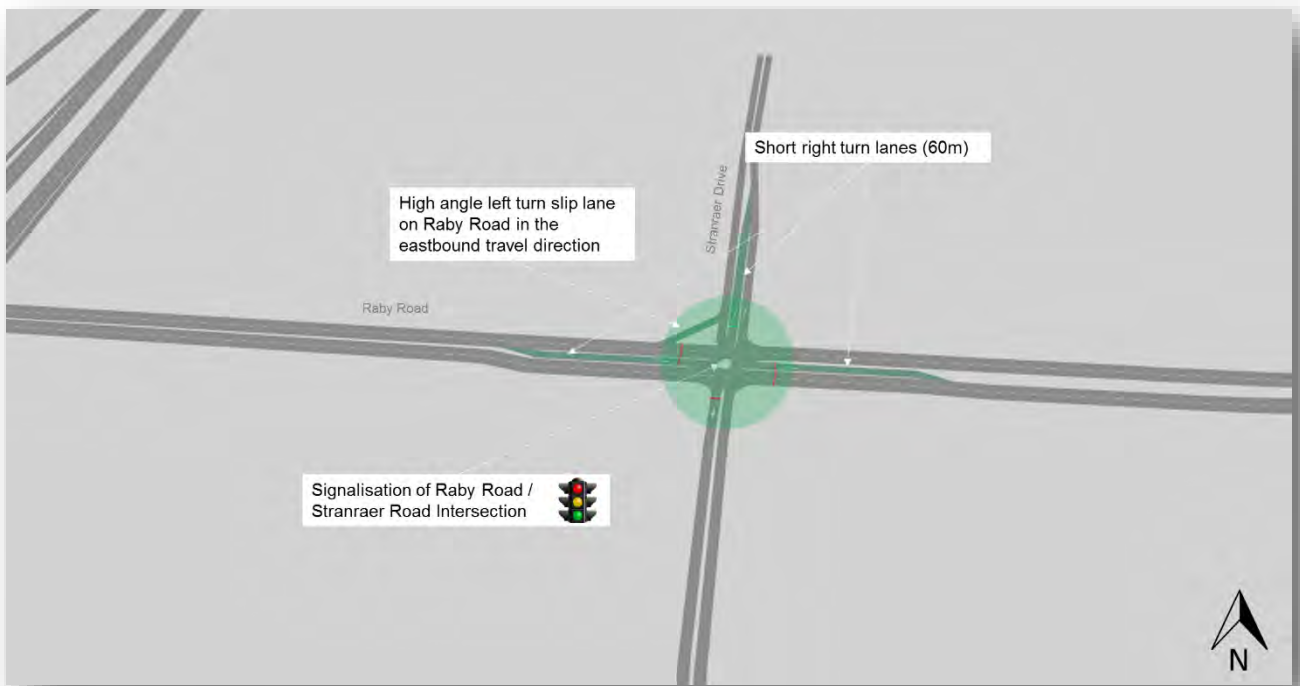 Short right turn lanes (60m)
Stranraer Drive
High angle left turn slip lane
on Raby Road in the
eastbound travel direction
Raby Road
Signalisation of Raby Road /
Stranraer Road Intersection
N